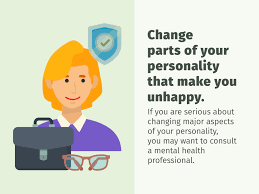 Change
parts of your
personality
that make you
unhappy.
If you are serious about
changing major aspects
of your personality,
you may want to consult
a mental health
professional.